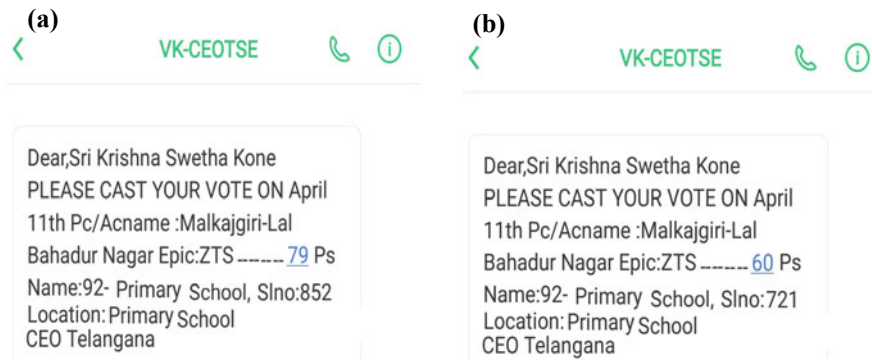 (a)
VK-CEOTSE
Dear,Sri Krishna Swetha Kone
PLEASE CAST YOUR VOTE ON April
11th Pc/Acname :Malkajgiri-Lal
Bahadur Nagar Epic:ZTS ------- 79 Ps
Name:92- Primary School, Slno:852
Location: Primary School
CEO Telangana
(b)
VK-CEOTSE
Dear,Sri Krishna Swetha Kone
PLEASE CAST YOUR VOTE ON April
11th Pc/Acname :Malkajgiri-Lal
Bahadur Nagar Epic:ZTS ------- 60 Ps
Name:92- Primary School, Slno:721
Location: Primary School
CEO Telangana